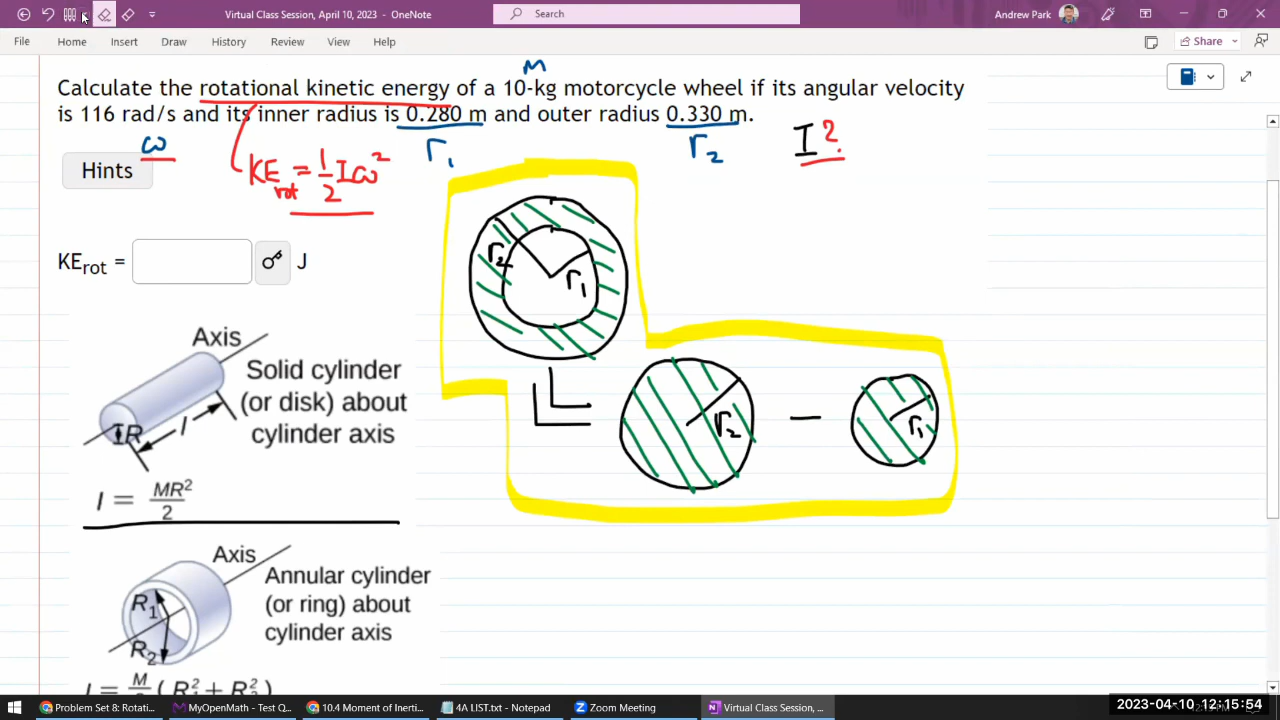 Virtual Class Session, April 10, 2023 - OneNote
Search
Andrew Park
File Home Insert Draw History Review View Help
Share
M
Calculate the rotational kinetic energy of a 10-kg motorcycle wheel if its angular velocity
is 116 rad/s and its inner radius is 0.280 m and outer radius 0.330 m.
ω
r₁
r₂
I?
Hints
KE rot = 1/2 Iω²
r₂
r₁
KErot =
J
Axis
Solid cylinder
(or disk) about
cylinder axis
R
l
I = MR²/2
r₂
−
r₁
Axis
Annular cylinder
(or ring) about
cylinder axis
R₁
R₂
I = M ( R₁² + R₂² )
Problem Set 8: Rotati...
MyOpenMath - Test Q...
10.4 Moment of Inerti...
4A LIST.txt - Notepad
Zoom Meeting
Virtual Class Session,...
2023-04-10 12:15:54